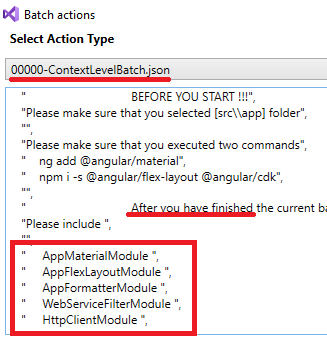 Batch actions
Select Action Type
00000-ContextLevelBatch.json
" BEFORE YOU START !!!",
"Please make sure that you selected [src\\app] folder",
"",
"Please make sure that you executed two commands",
" ng add @angular/material",
" npm i -s @angular/flex-layout @angular/cdk",
"",
" After you have finished the current ba
"Please include ",
"",
" AppMaterialModule ",
" AppFlexLayoutModule ",
" AppFormatterModule ",
" WebServiceFilterModule ",
" HttpClientModule ",